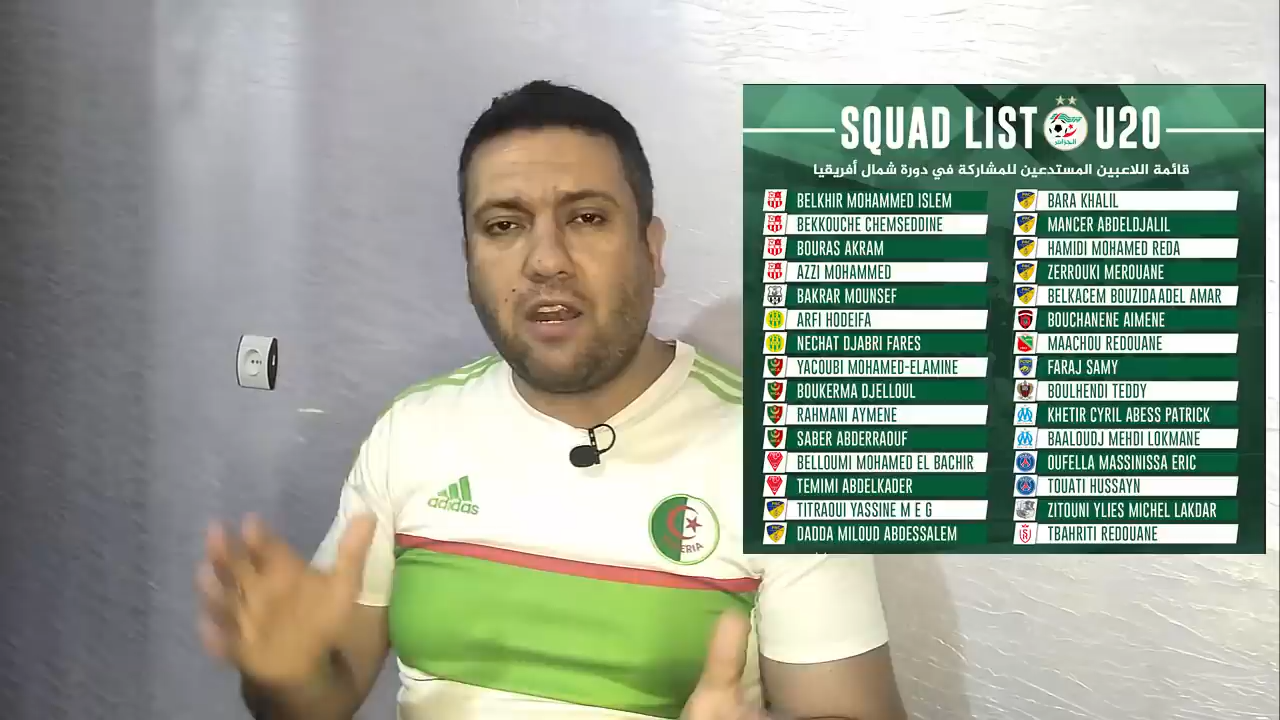 SQUAD LIST U20
قائمة اللاعبين المستدعين للمشاركة في دورة شمال أفريقيا
BELKHIR MOHAMMED ISLEM
BEKKOUCHE CHEMSEDDINE
BOURAS AKRAM
AZZI MOHAMMED
BAKRAR MOUNSEF
ARFI HODEIFA
NECHAT DJABRI FARES
YACOUBI MOHAMED-ELAMINE
BOUKERMA DJELLOUL
RAHMANI AYMENE
SABER ABDERRAOUF
BELLOUMI MOHAMED EL BACHIR
TEMIMI ABDELKADER
TITRAOUI YASSINE M E G
DADDA MILOUD ABDESSALEM
BARA KHALIL
MANCER ABDELDJALIL
HAMIDI MOHAMED REDA
ZERROUKI MEROUANE
BELKACEM BOUZIDA ADEL AMAR
BOUCHANENE AIMENE
MAACHOU REDOUANE
FARAJ SAMY
BOULHENDI TEDDY
KHETIR CYRIL ABESS PATRICK
BAALOUDJ MEHDI LOKMANE
OUFELLA MASSINISSA ERIC
TOUATI HUSSAYN
ZITOUNI YLIES MICHEL LAKDAR
TBAHRITI REDOUANE
adidas